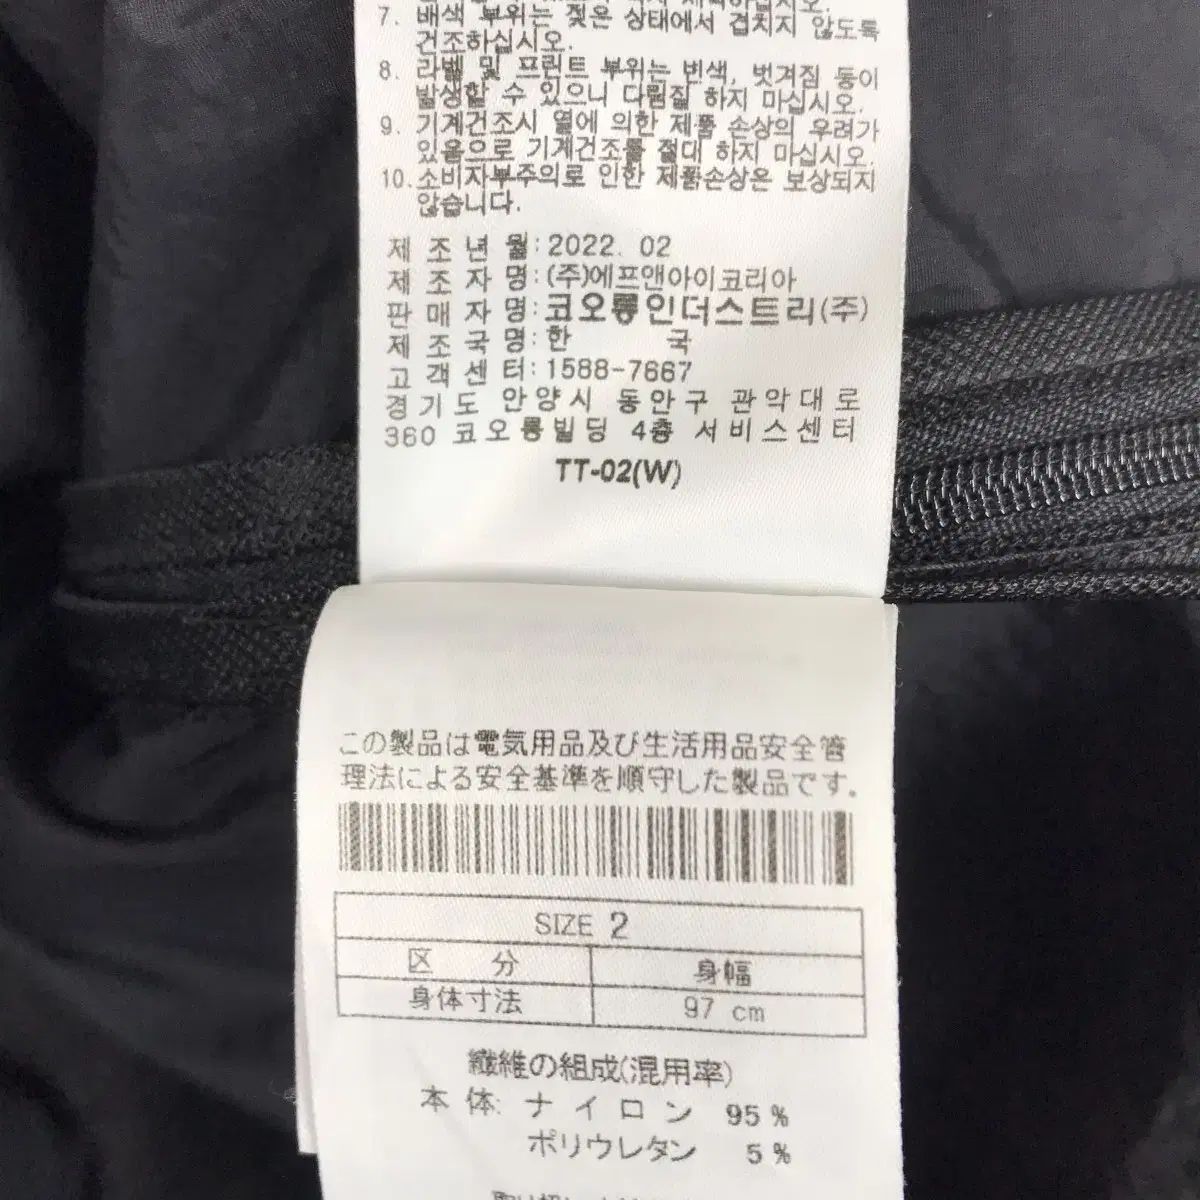 7. 배색 부위는 젖은 상태에서 겹치지 않도록
건조하십시오.
8. 라벨 및 프린트 부위는 변색, 벗겨짐 등이
발생할 수 있으니 다림질 하지 마십시오.
9. 기계건조시 열에 의한 제품 손상의 우려가
있음으로 기계건조를 절대 하지 마십시오.
10. 소비자부주의로 인한 제품손상은 보상되지
않습니다.
제 조 년 월: 2022. 02
제 조 자 명: (주)에프앤아이코리아
판 매 자 명: 코오롱인더스트리(주)
제 조 국 명: 한 국
고 객 센 터: 1588-7667
경기도 안양시 동안구 관악대로
360 코오롱빌딩 4층 서비스센터
TT-02(W)
この製品は電気用品及び生活用品安全管
理法による安全基準を順守した製品です。
SIZE 2
区 分 身幅
身体寸法 97 cm
繊維の組成(混用率)
本 体: ナ イ ロ ン 95 %
ポリウレタン 5 %